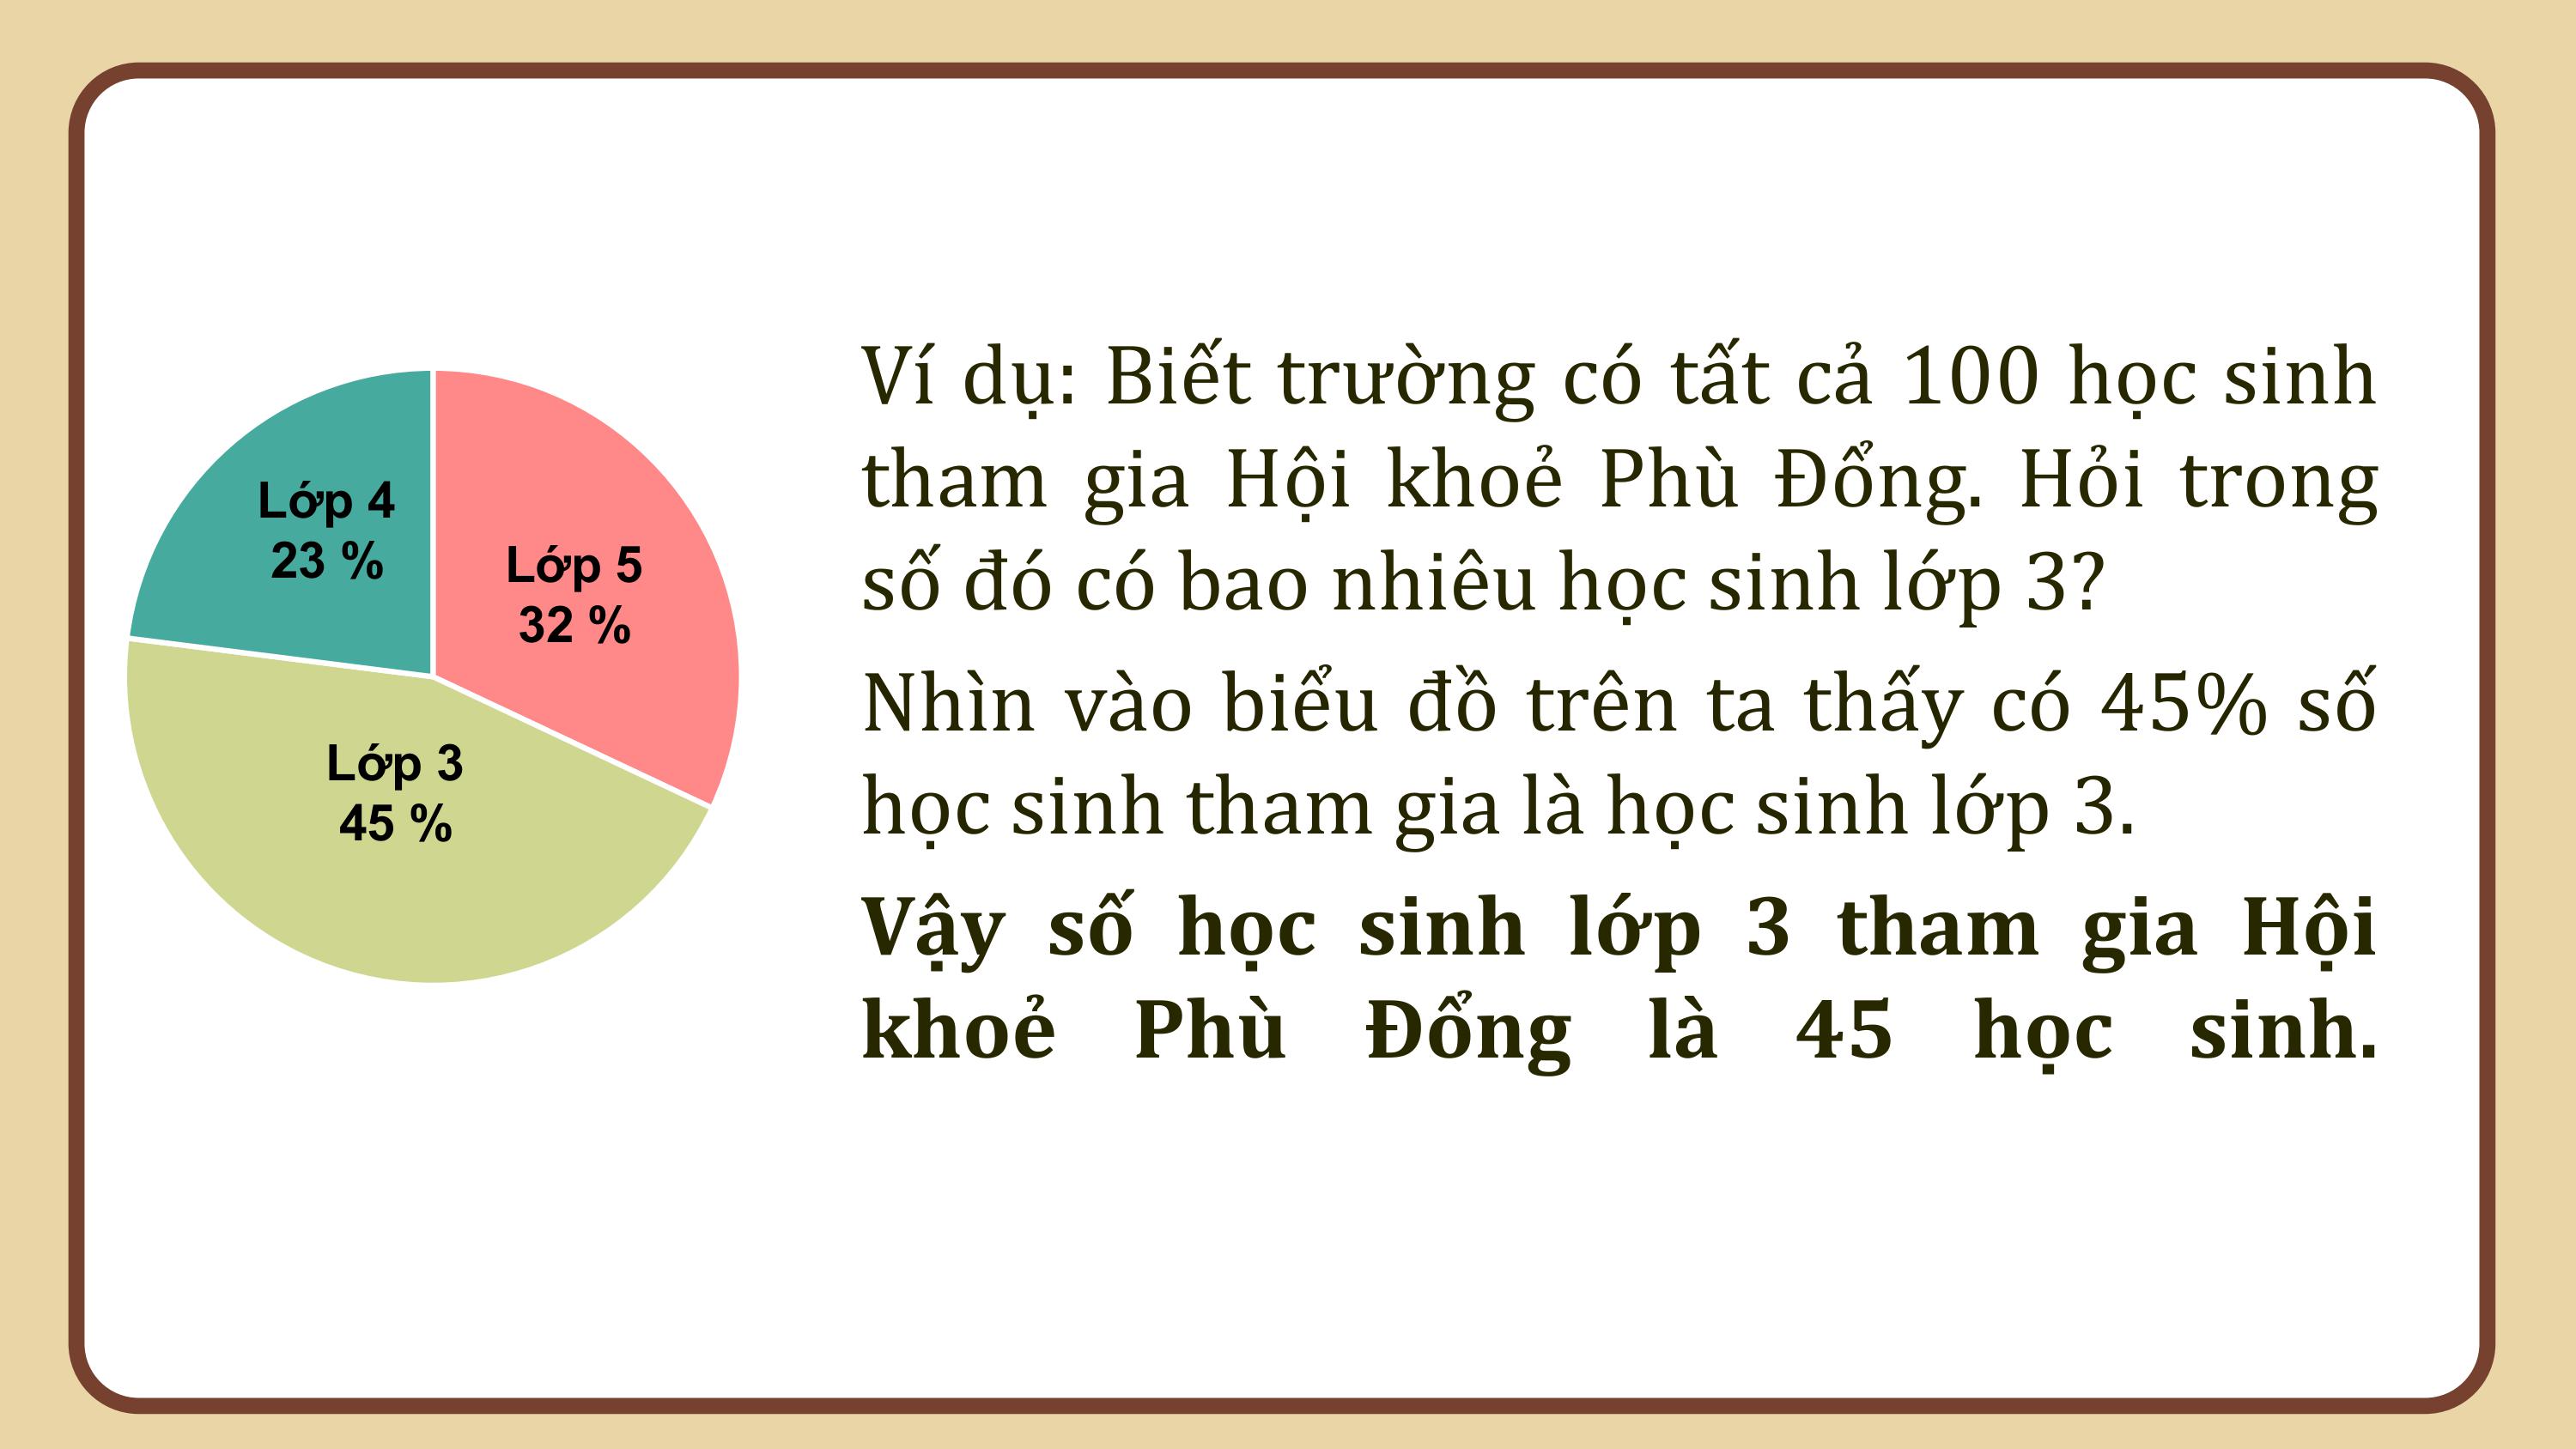 Lớp 4
23 %
Lớp 5
32 %
Lớp 3
45 %
Ví dụ: Biết trường có tất cả 100 học sinh
tham gia Hội khoẻ Phù Đổng. Hỏi trong
số đó có bao nhiêu học sinh lớp 3?
Nhìn vào biểu đồ trên ta thấy có 45% số
học sinh tham gia là học sinh lớp 3.
Vậy số học sinh lớp 3 tham gia Hội
khoẻ Phù Đổng là 45 học sinh.